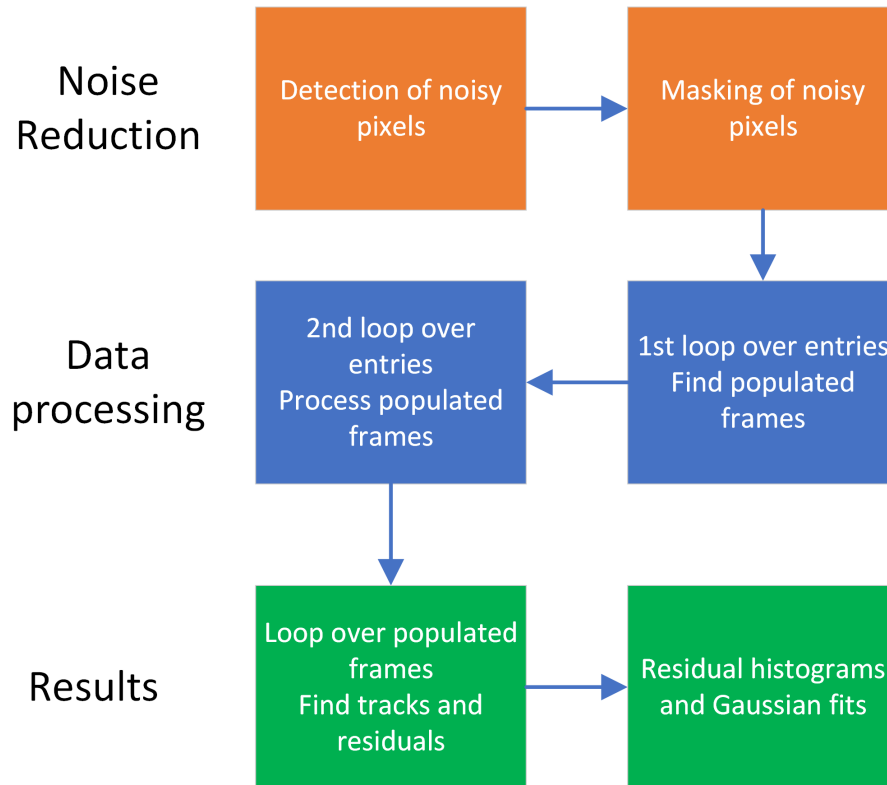 Noise
Reduction
Detection of noisy
pixels
Masking of noisy
pixels
Data
processing
2nd loop over
entries
Process populated
frames
1st loop over entries
Find populated
frames
Results
Loop over populated
frames
Find tracks and
residuals
Residual histograms
and Gaussian fits